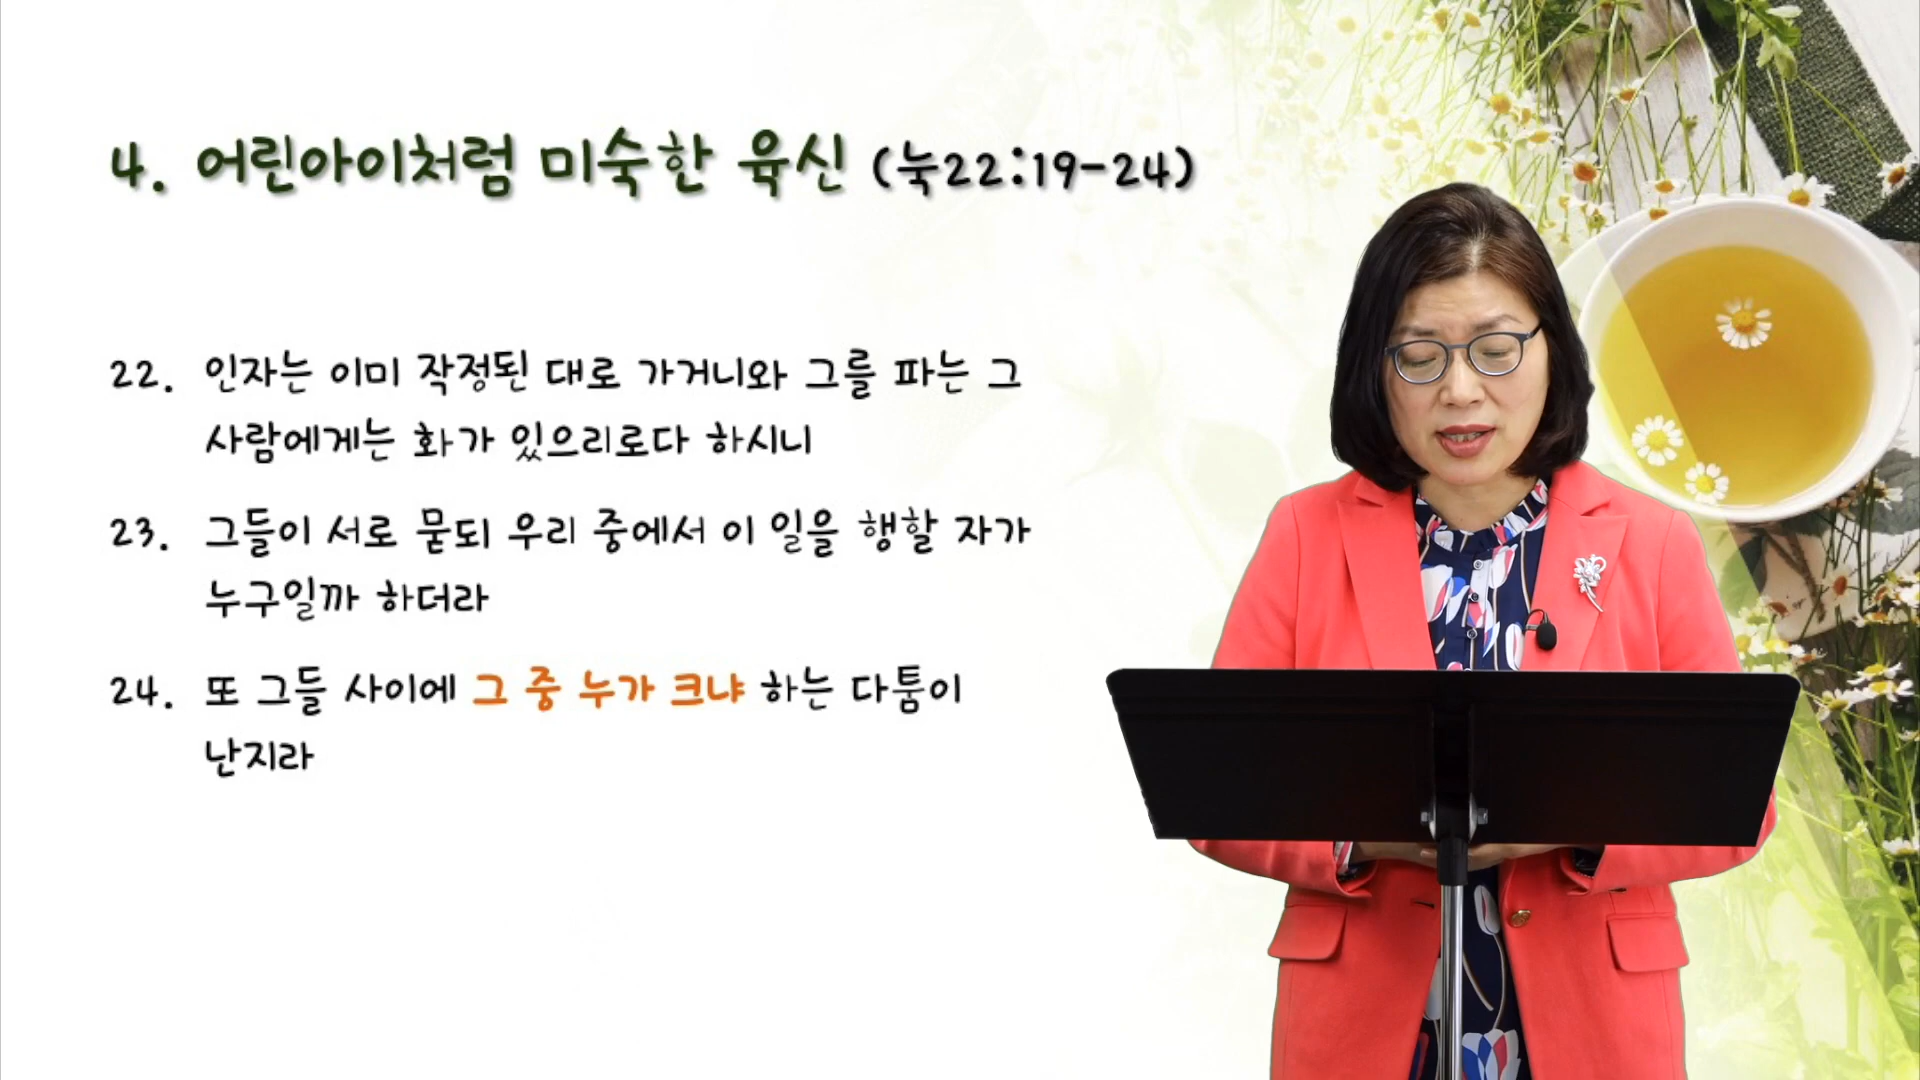 4. 어린아이처럼 미숙한 육신 (눅22:19-24)
22. 인자는 이미 작정된 대로 가거니와 그를 파는 그
사람에게는 화가 있으리로다 하시니
23. 그들이 서로 묻되 우리 중에서 이 일을 행할 자가
누구일까 하더라
24. 또 그들 사이에 그 중 누가 크냐 하는 다툼이
난지라